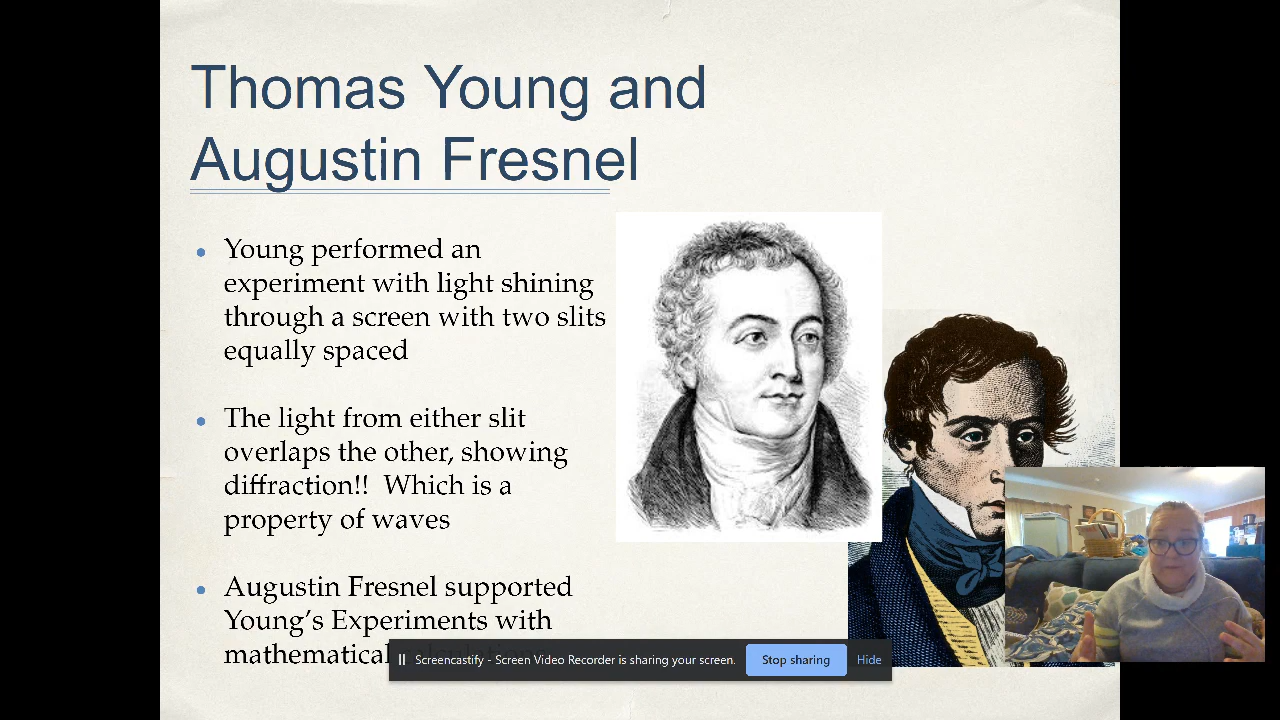 Thomas Young and
Augustin Fresnel
• Young performed an
experiment with light shining
through a screen with two slits
equally spaced
• The light from either slit
overlaps the other, showing
diffraction!! Which is a
property of waves
• Augustin Fresnel supported
Young's Experiments with
mathematical
Screencastify - Screen Video Recorder is sharing your screen.
Stop sharing
Hide